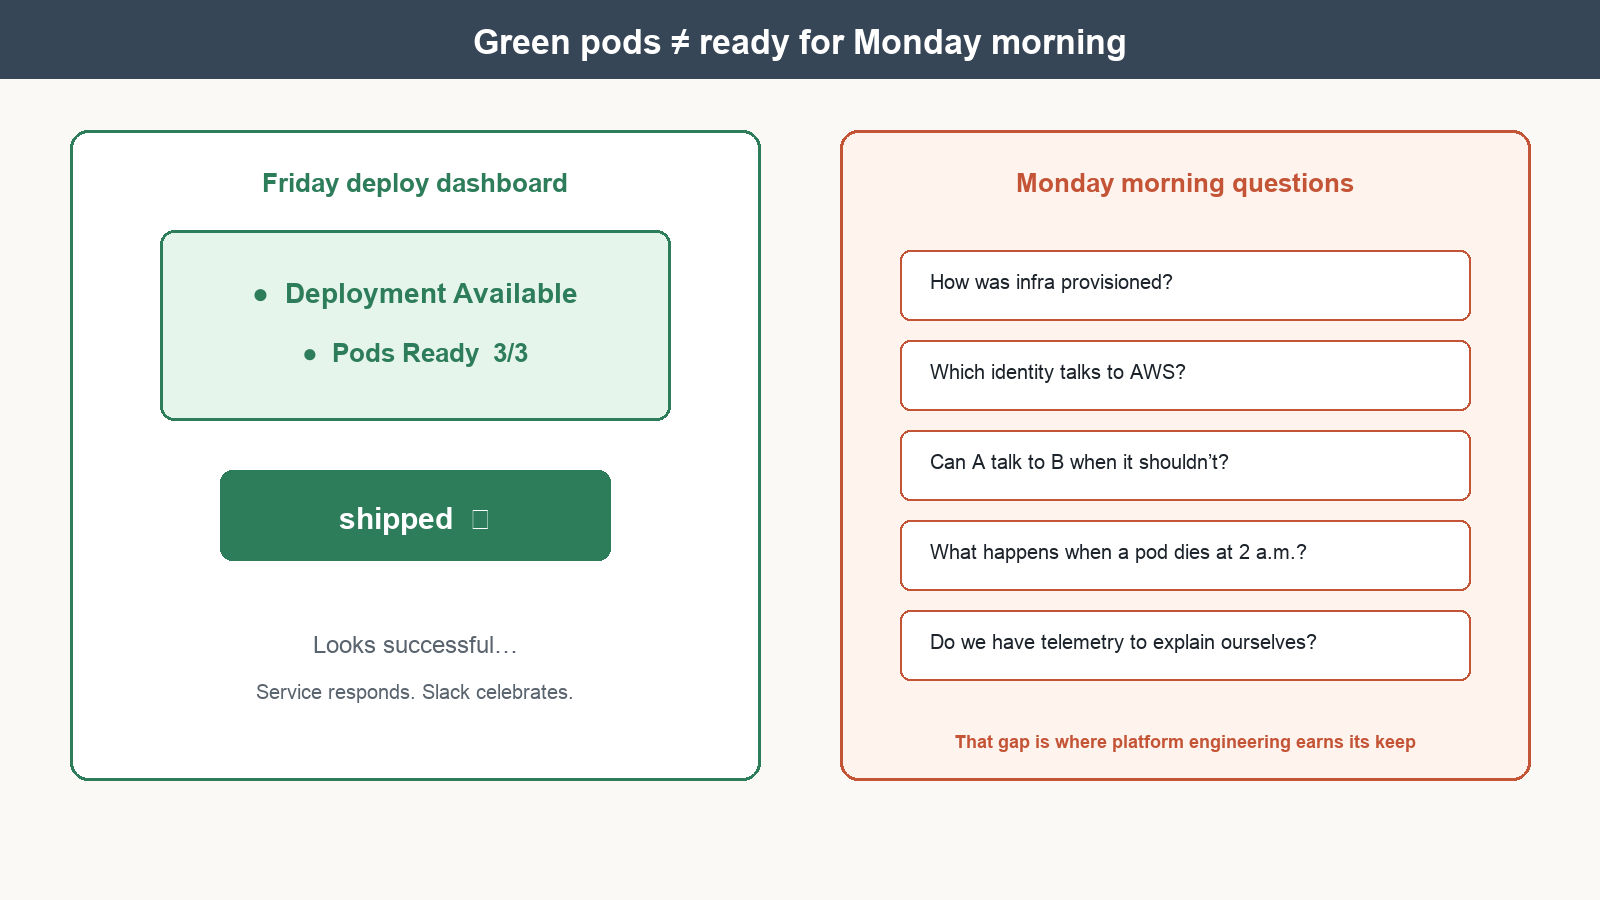 Green pods ≠ ready for Monday morning
Friday deploy dashboard
● Deployment Available
● Pods Ready 3/3
shipped
Looks successful…
Service responds. Slack celebrates.
Monday morning questions
How was infra provisioned?
Which identity talks to AWS?
Can A talk to B when it shouldn’t?
What happens when a pod dies at 2 a.m.?
Do we have telemetry to explain ourselves?
That gap is where platform engineering earns its keep